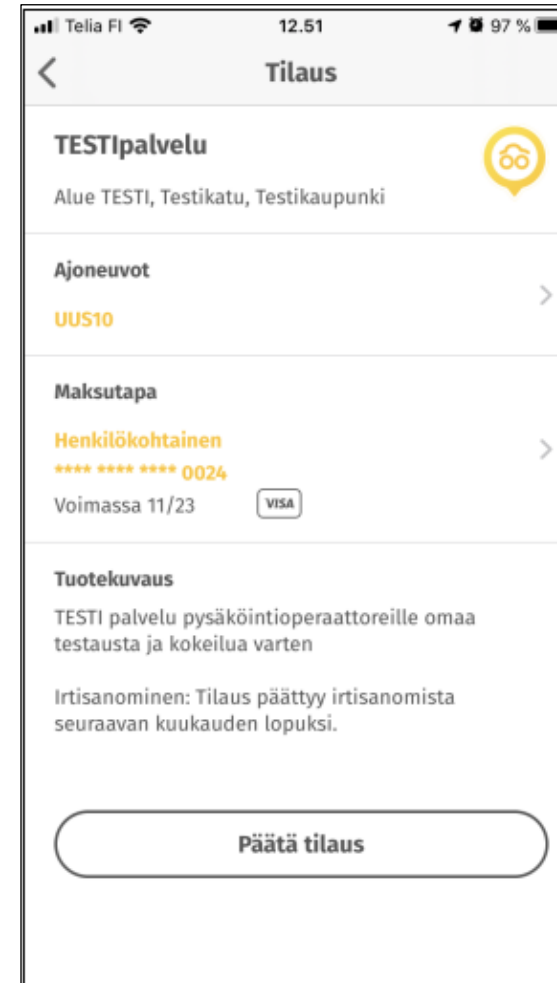 Telia FI 12.51 97 %
Tilaus
TESTIpalvelu
Alue TESTI, Testikatu, Testikaupunki
Ajoneuvot
UUS10
Maksutapa
Henkilökohtainen
**** **** **** 0024
Voimassa 11/23 VISA
Tuotekuvaus
TESTI palvelu pysäköintioperaattoreille omaa
testausta ja kokeilua varten
Irtisanominen: Tilaus päättyy irtisanomista
seuraavan kuukauden lopuksi.
Päätä tilaus